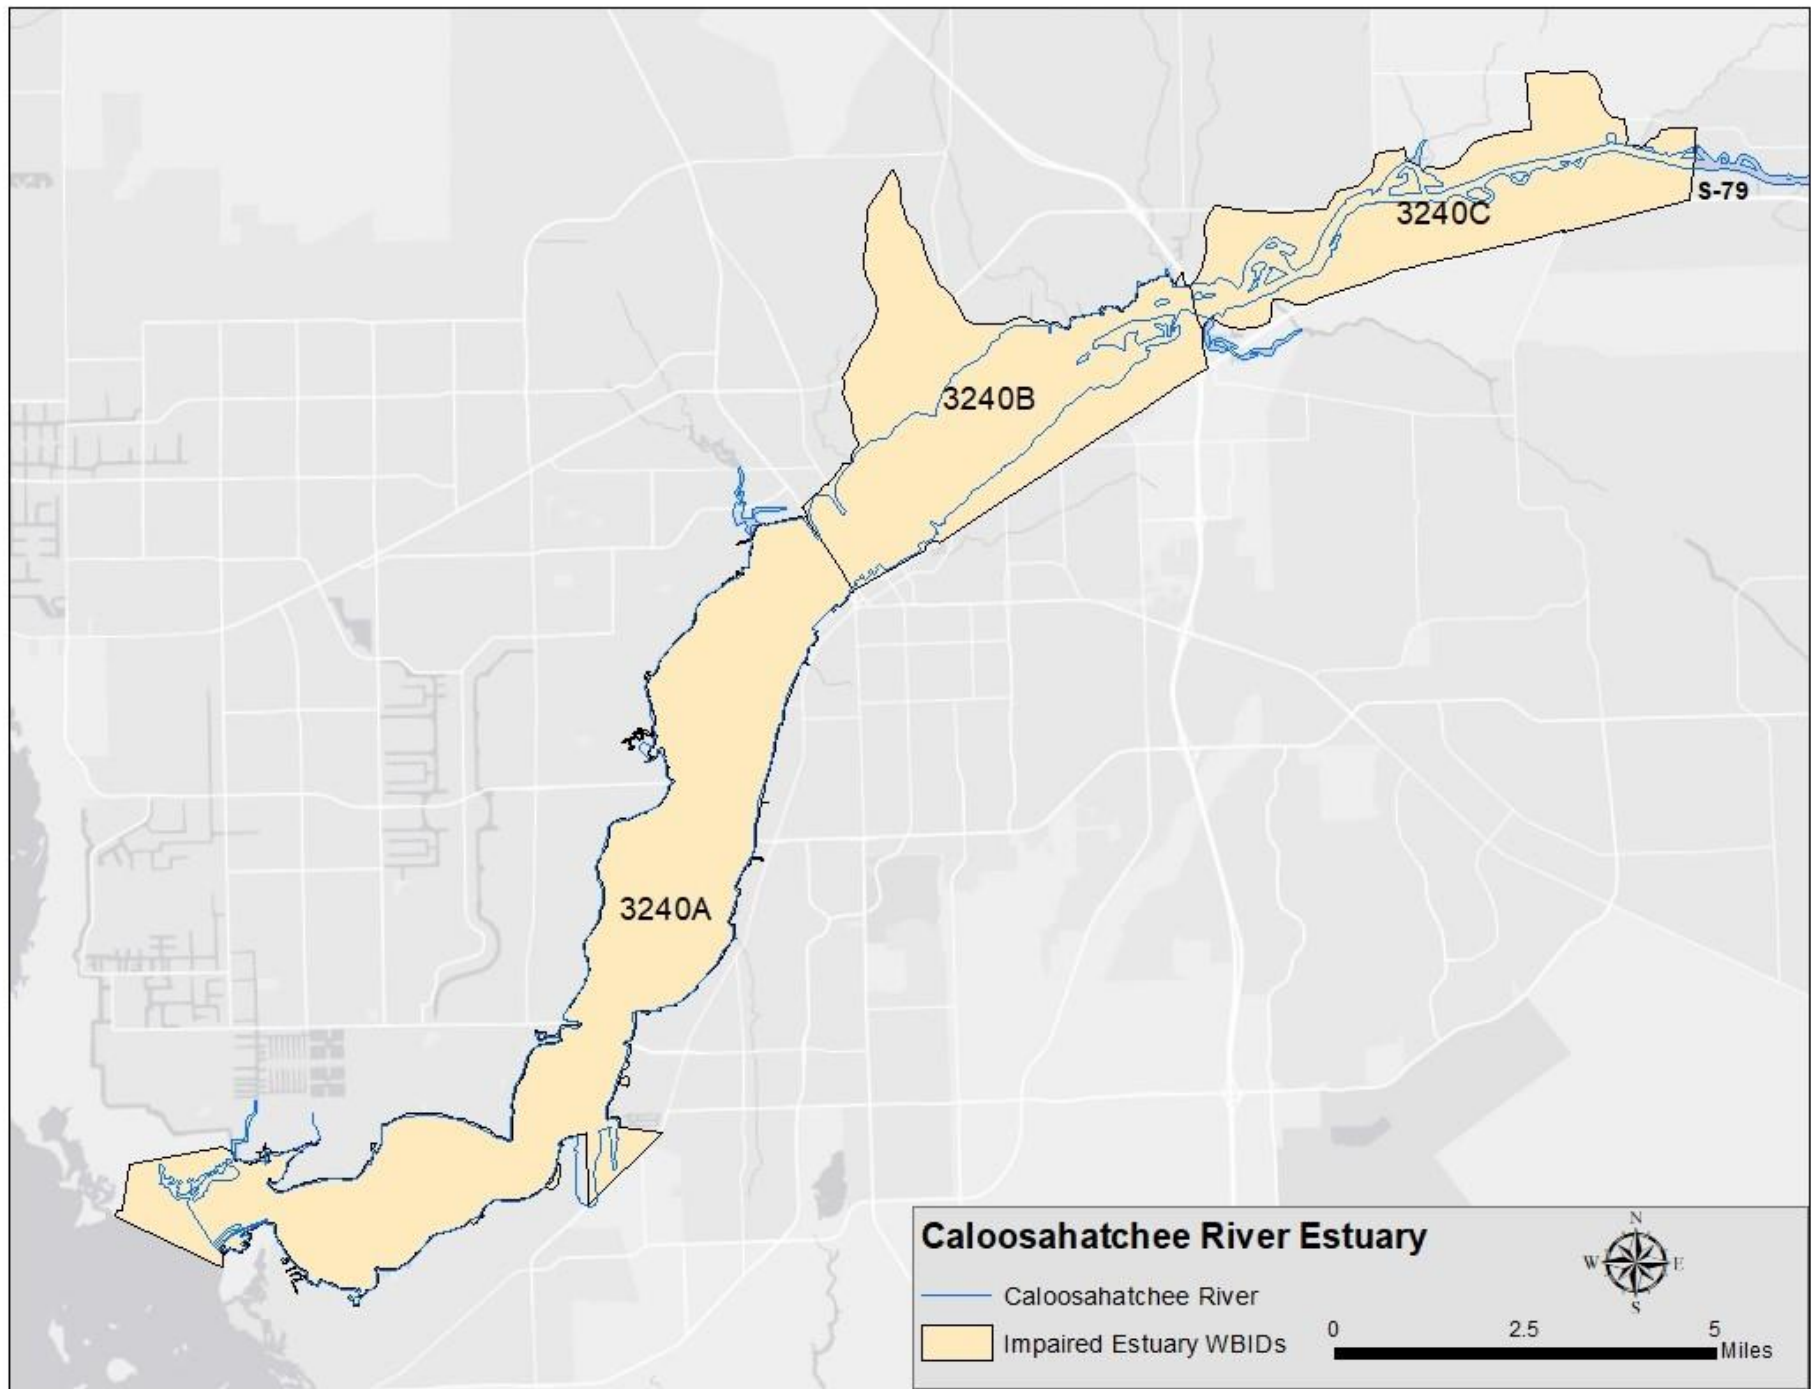 S-79
3240C
3240B
3240A
Caloosahatchee River Estuary
Caloosahatchee River
Impaired Estuary WBIDs
N
W E
S
0 2.5 5
Miles